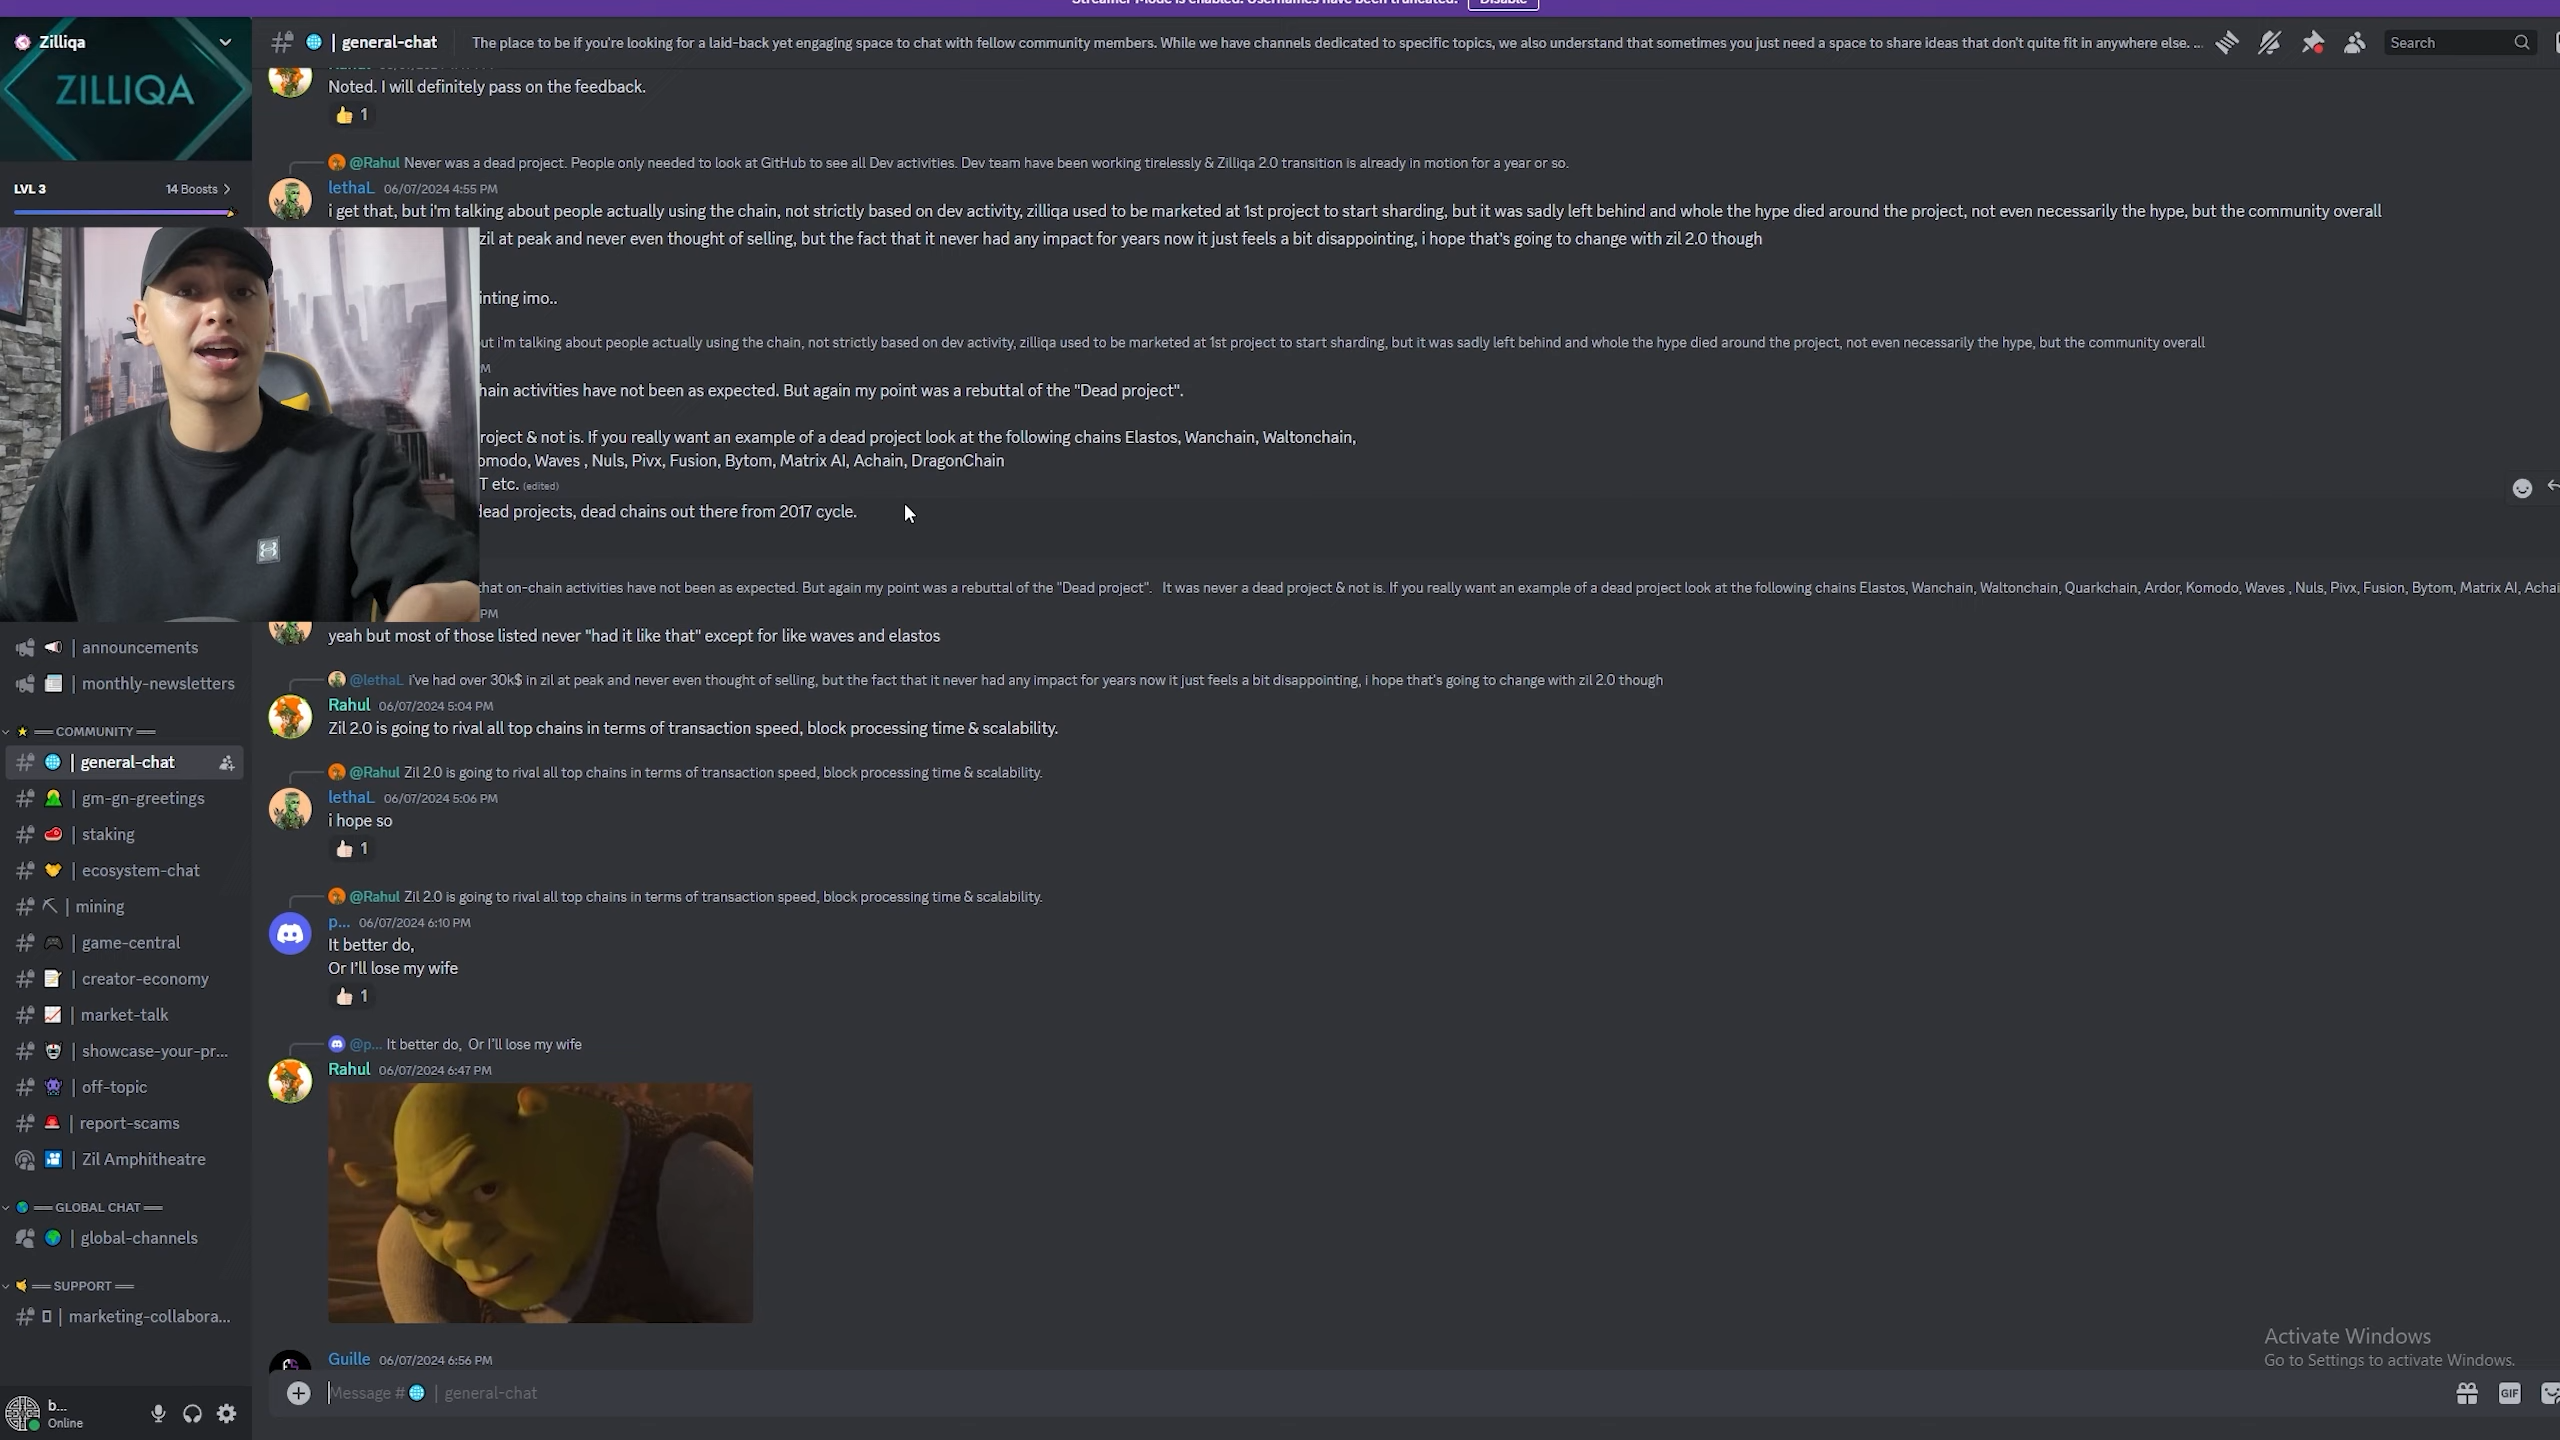 Streamer Mode is enabled. Usernames have been truncated. Disable
Zilliqa
ZILLIQA
LVL 3 14 Boosts
general-chat The place to be if you're looking for a laid-back yet engaging space to chat with fellow community members. While we have channels dedicated to specific topics, we also understand that sometimes you just need a space to share ideas that don't quite fit in anywhere else. ... Search
Noted. I will definitely pass on the feedback.
1
@Rahul Never was a dead project. People only needed to look at GitHub to see all Dev activities. Dev team have been working tirelessly & Zilliqa 2.0 transition is already in motion for a year or so.
lethaL 06/07/2024 4:55 PM
i get that, but i'm talking about people actually using the chain, not strictly based on dev activity, zilliqa used to be marketed at 1st project to start sharding, but it was sadly left behind and whole the hype died around the project, not even necessarily the hype, but the community overall
zil at peak and never even thought of selling, but the fact that it never had any impact for years now it just feels a bit disappointing, i hope that's going to change with zil 2.0 though
inting imo..
but i'm talking about people actually using the chain, not strictly based on dev activity, zilliqa used to be marketed at 1st project to start sharding, but it was sadly left behind and whole the hype died around the project, not even necessarily the hype, but the community overall
PM
hain activities have not been as expected. But again my point was a rebuttal of the "Dead project".
roject & not is. If you really want an example of a dead project look at the following chains Elastos, Wanchain, Waltonchain,
omodo, Waves , Nuls, Pivx, Fusion, Bytom, Matrix AI, Achain, DragonChain
T etc. (edited)
dead projects, dead chains out there from 2017 cycle.
that on-chain activities have not been as expected. But again my point was a rebuttal of the "Dead project". It was never a dead project & not is. If you really want an example of a dead project look at the following chains Elastos, Wanchain, Waltonchain, Quarkchain, Ardor, Komodo, Waves , Nuls, Pivx, Fusion, Bytom, Matrix AI, Achai
PM
yeah but most of those listed never "had it like that" except for like waves and elastos
@lethaL i've had over 30k$ in zil at peak and never even thought of selling, but the fact that it never had any impact for years now it just feels a bit disappointing, i hope that's going to change with zil 2.0 though
Rahul 06/07/2024 5:04 PM
Zil 2.0 is going to rival all top chains in terms of transaction speed, block processing time & scalability.
@Rahul Zil 2.0 is going to rival all top chains in terms of transaction speed, block processing time & scalability.
lethaL 06/07/2024 5:06 PM
i hope so
1
@Rahul Zil 2.0 is going to rival all top chains in terms of transaction speed, block processing time & scalability.
p... 06/07/2024 6:10 PM
It better do,
Or I'll lose my wife
1
@p... It better do, Or I'll lose my wife
Rahul 06/07/2024 6:47 PM
Guille 06/07/2024 6:56 PM
Message # | general-chat
announcements
monthly-newsletters
COMMUNITY
general-chat
gm-gn-greetings
staking
ecosystem-chat
mining
game-central
creator-economy
market-talk
showcase-your-pr...
off-topic
report-scams
Zil Amphitheatre
GLOBAL CHAT
global-channels
SUPPORT
marketing-collabora...
b...
Online
Activate Windows
Go to Settings to activate Windows.
GIF